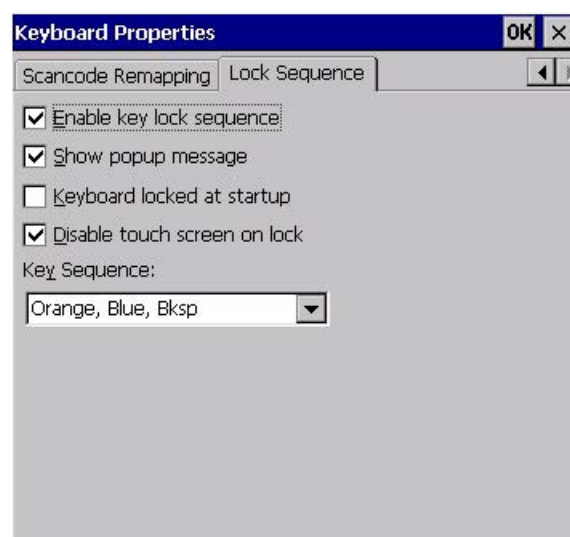 Keyboard Properties OK ×
Scancode Remapping Lock Sequence
Enable key lock sequence
Show popup message
Keyboard locked at startup
Disable touch screen on lock
Key Sequence:
Orange, Blue, Bksp